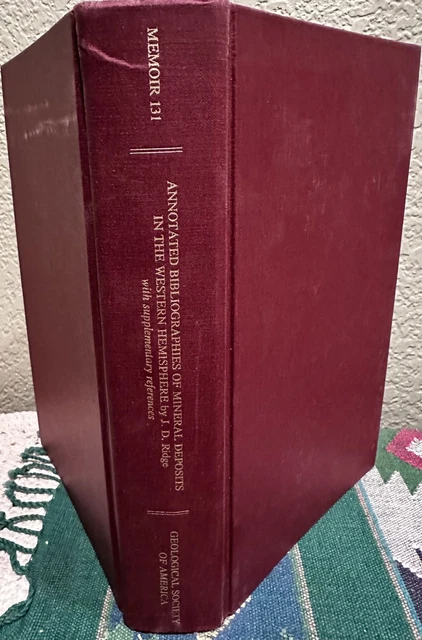 MEMOIR 131
ANNOTATED BIBLIOGRAPHIES OF MINERAL DEPOSITS
IN THE WESTERN HEMISPHERE by J. D. Ridge
with supplementary references
GEOLOGICAL SOCIETY
OF AMERICA